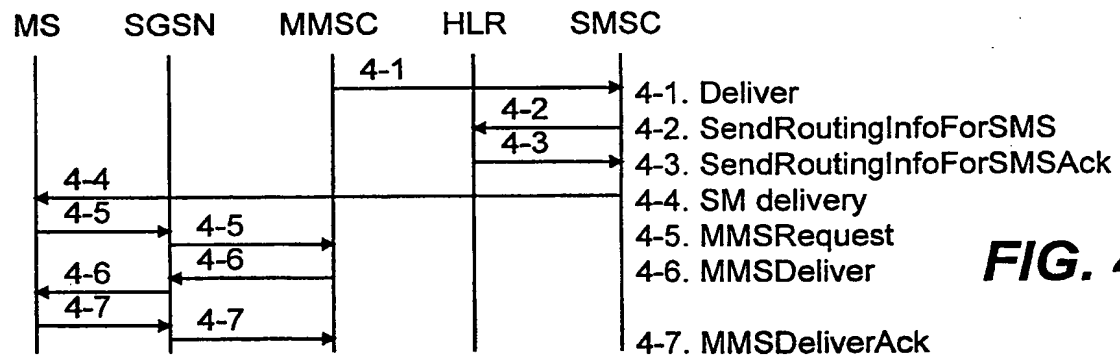 MS SGSN MMSC HLR SMSC
4-1 4-1. Deliver
4-2 4-2. SendRoutingInfoForSMS
4-3 4-3. SendRoutingInfoForSMSAck
4-4 4-4. SM delivery
4-5 4-5 4-5. MMSRequest
4-6 4-6 4-6. MMSDeliver
4-7 4-7 4-7. MMSDeliverAck
FIG. 4